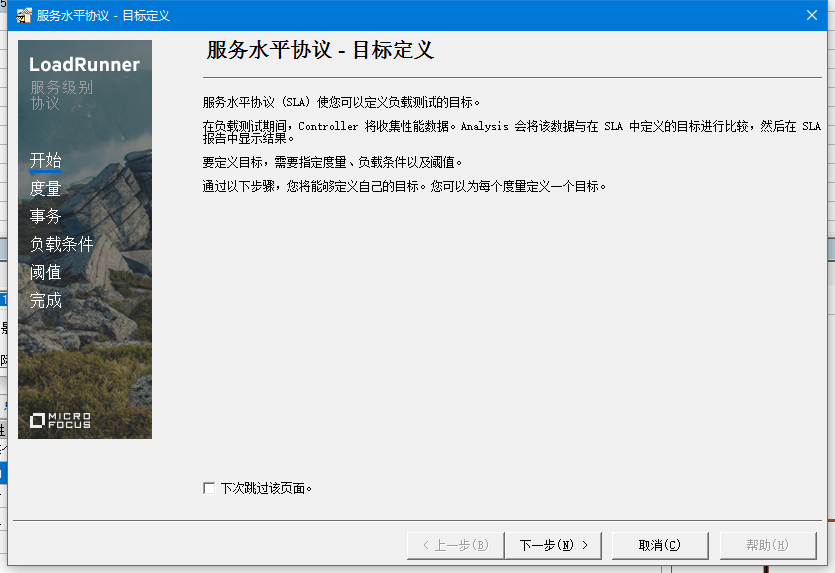 服务水平协议 - 目标定义
LoadRunner
服务级别
协议
开始
度量
事务
负载条件
阈值
完成
MICRO
FOCUS
服务水平协议 - 目标定义
服务水平协议 (SLA) 使您可以定义负载测试的目标。
在负载测试期间，Controller 将收集性能数据。Analysis 会将该数据与在 SLA 中定义的目标进行比较，然后在 SLA
报告中显示结果。
要定义目标，需要指定度量、负载条件以及阈值。
通过以下步骤，您将能够定义自己的目标。您可以为每个度量定义一个目标。
下次跳过该页面。
< 上一步(B)
下一步(N) >
取消(C)
帮助(H)